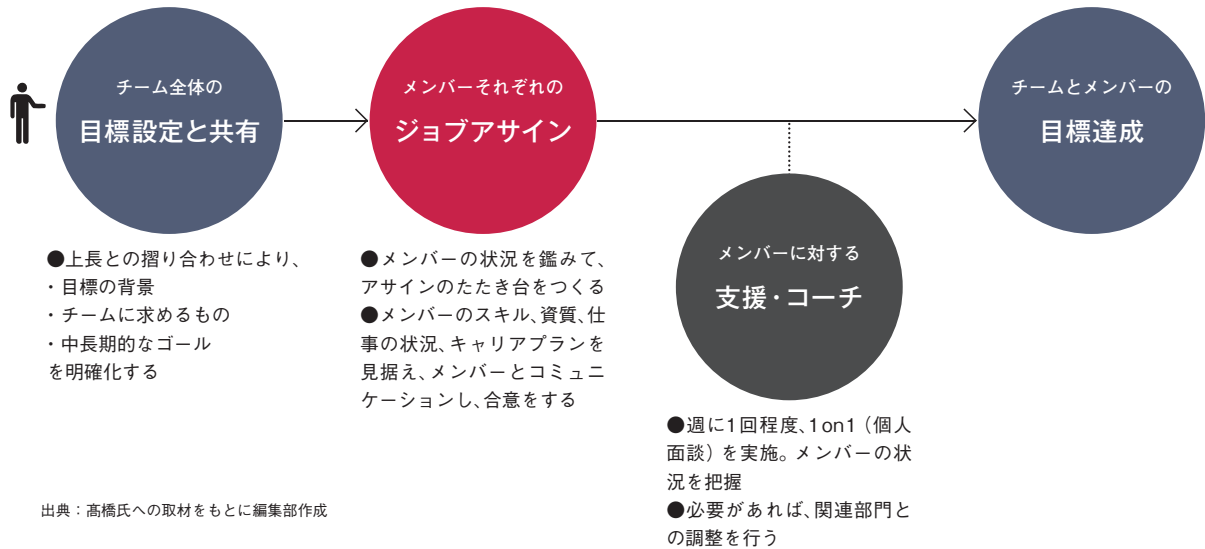 チーム全体の
目標設定と共有
●上長との摺り合わせにより、
・目標の背景
・チームに求めるもの
・中長期的なゴール
を明確化する
メンバーそれぞれの
ジョブアサイン
●メンバーの状況を鑑みて、
アサインのたたき台をつくる
●メンバーのスキル、資質、仕
事の状況、キャリアプランを
見据え、メンバーとコミュニ
ケーションし、合意をする
メンバーに対する
支援・コーチ
●週に1回程度、1on1（個人
面談）を実施。メンバーの状
況を把握
●必要があれば、関連部門と
の調整を行う
チームとメンバーの
目標達成
出典：髙橋氏への取材をもとに編集部作成